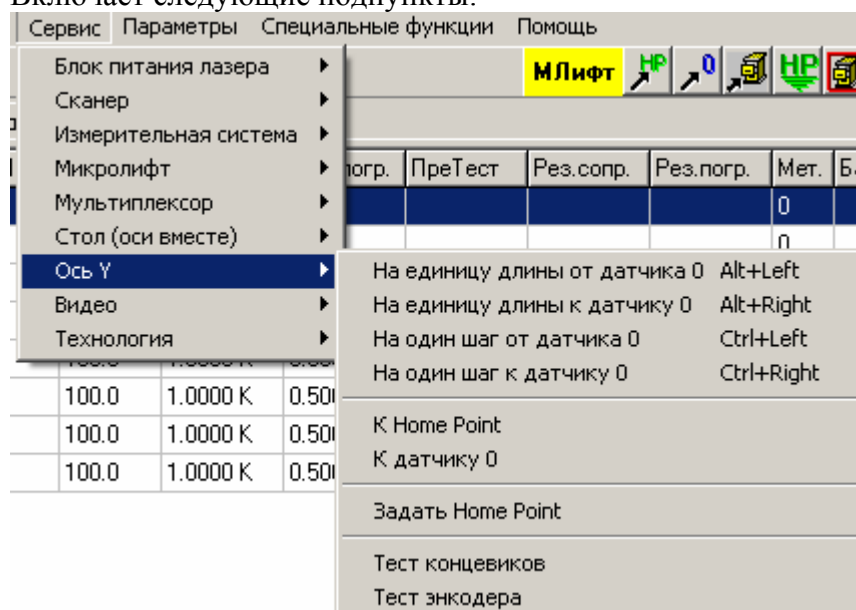 Включает следующие подпункты:
Сервис Параметры Специальные функции Помощь
Блок питания лазера
МЛифт HP 0 HP
Сканер
Измерительная система
Микролифт
погр. ПреТест Рез.сопр. Рез.погр. Мет.
Мультиплексор
0
Стол (оси вместе)
0
Ось Y
На единицу длины от датчика 0 Alt+Left
Видео
На единицу длины к датчику 0 Alt+Right
Технология
На один шаг от датчика 0 Ctrl+Left
На один шаг к датчику 0 Ctrl+Right
100.0 1.0000 K
100.0 1.0000 K
К Home Point
100.0 1.0000 K
К датчику 0
Задать Home Point
Тест концевиков
Тест энкодера